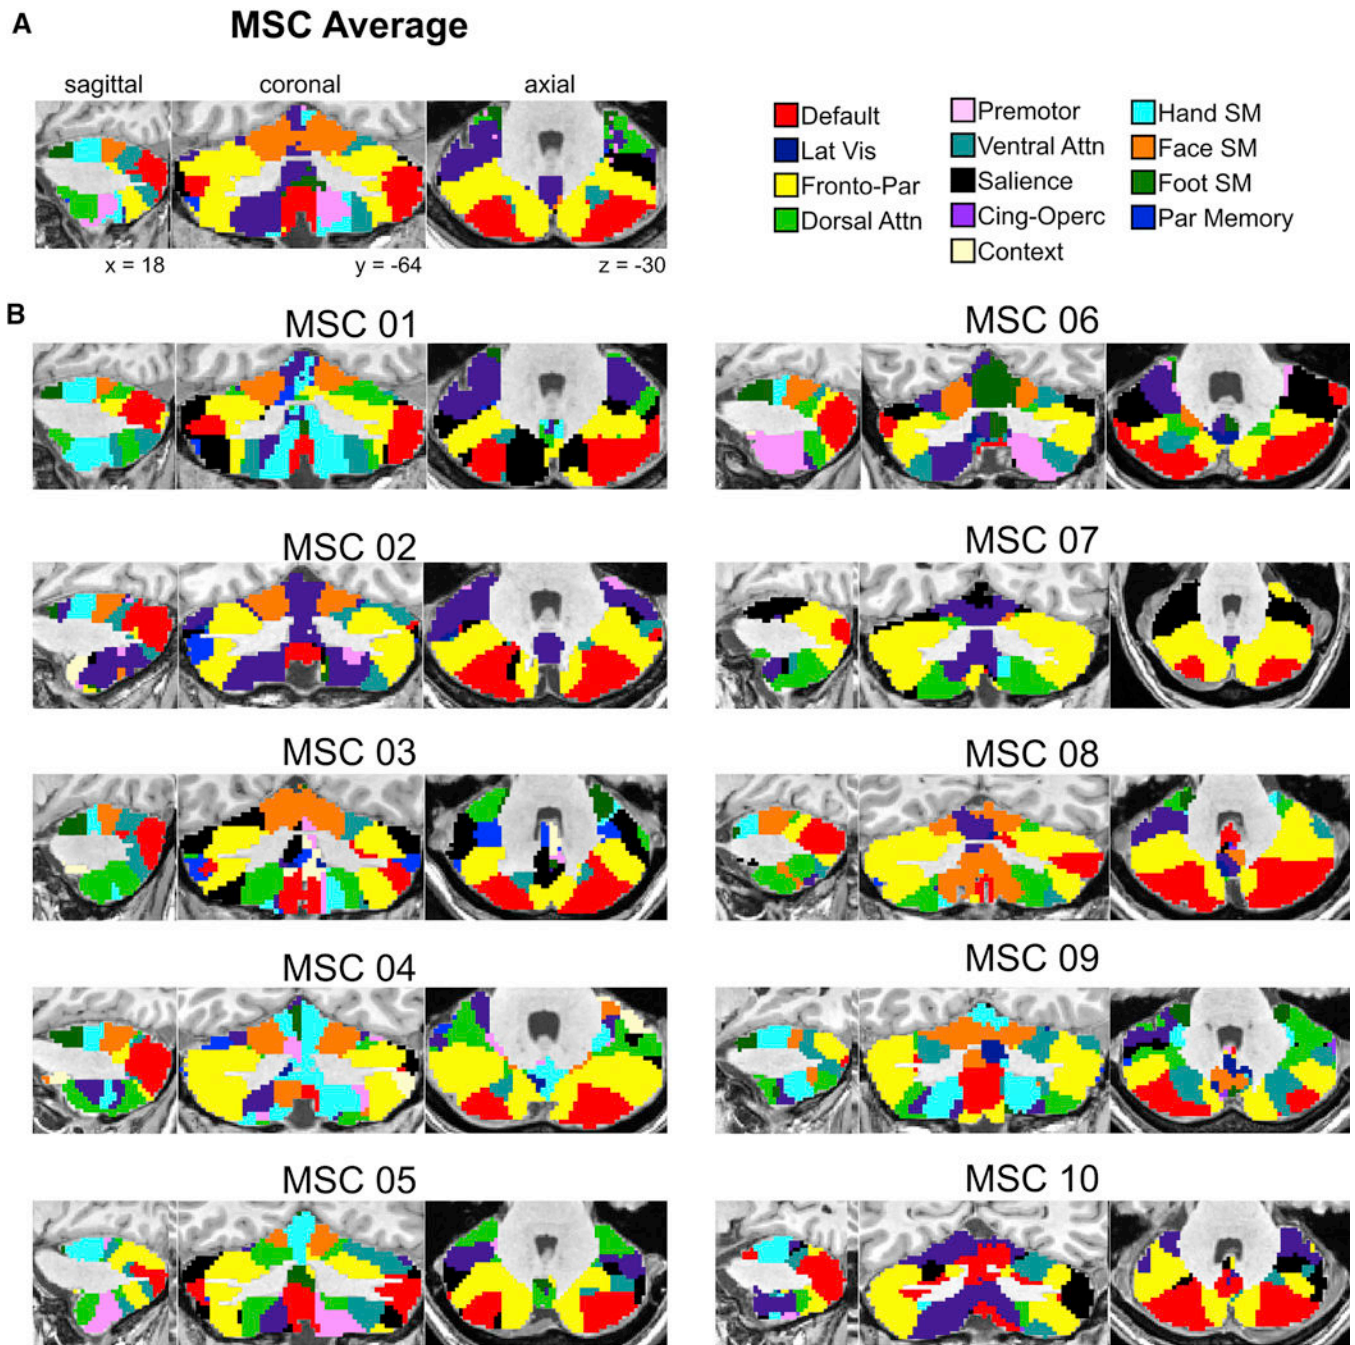 A
MSC Average
sagittal
coronal
axial
x = 18
y = -64
z = -30
Default
Lat Vis
Fronto-Par
Dorsal Attn
Premotor
Ventral Attn
Salience
Cing-Operc
Context
Hand SM
Face SM
Foot SM
Par Memory
B
MSC 01
MSC 06
MSC 02
MSC 07
MSC 03
MSC 08
MSC 04
MSC 09
MSC 05
MSC 10